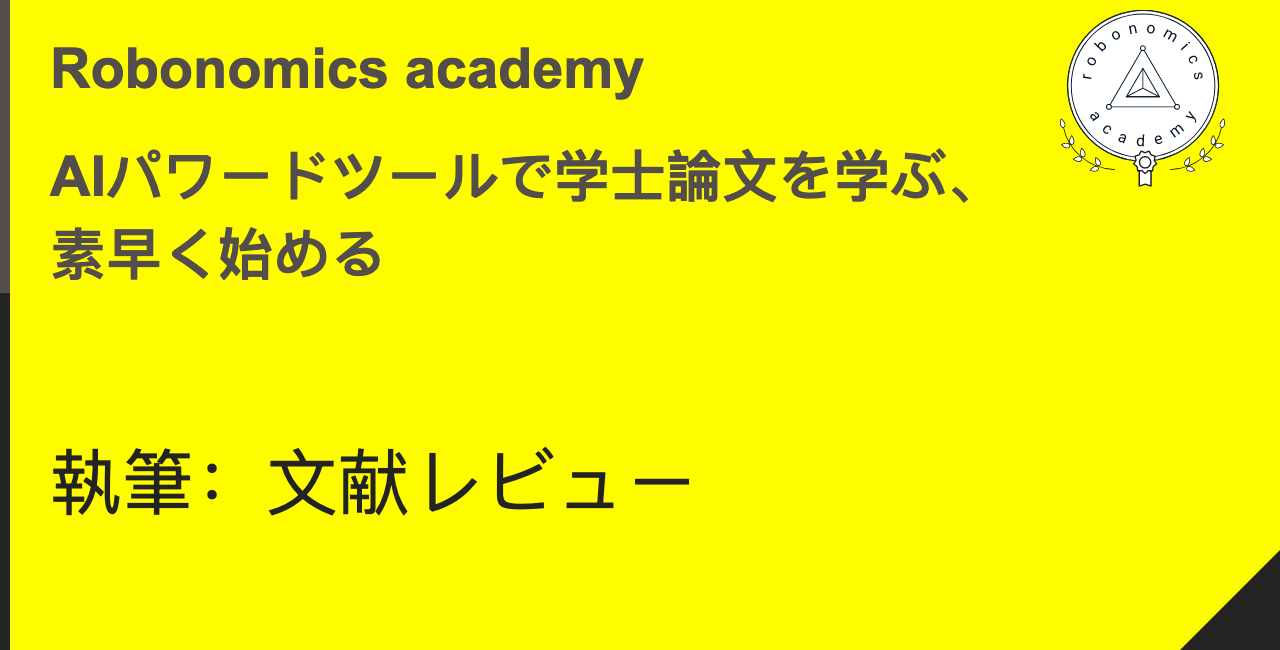 Robonomics academy
AIパワードツールで学士論文を学ぶ、
素早く始める
執筆： 文献レビュー
robonomics
academy